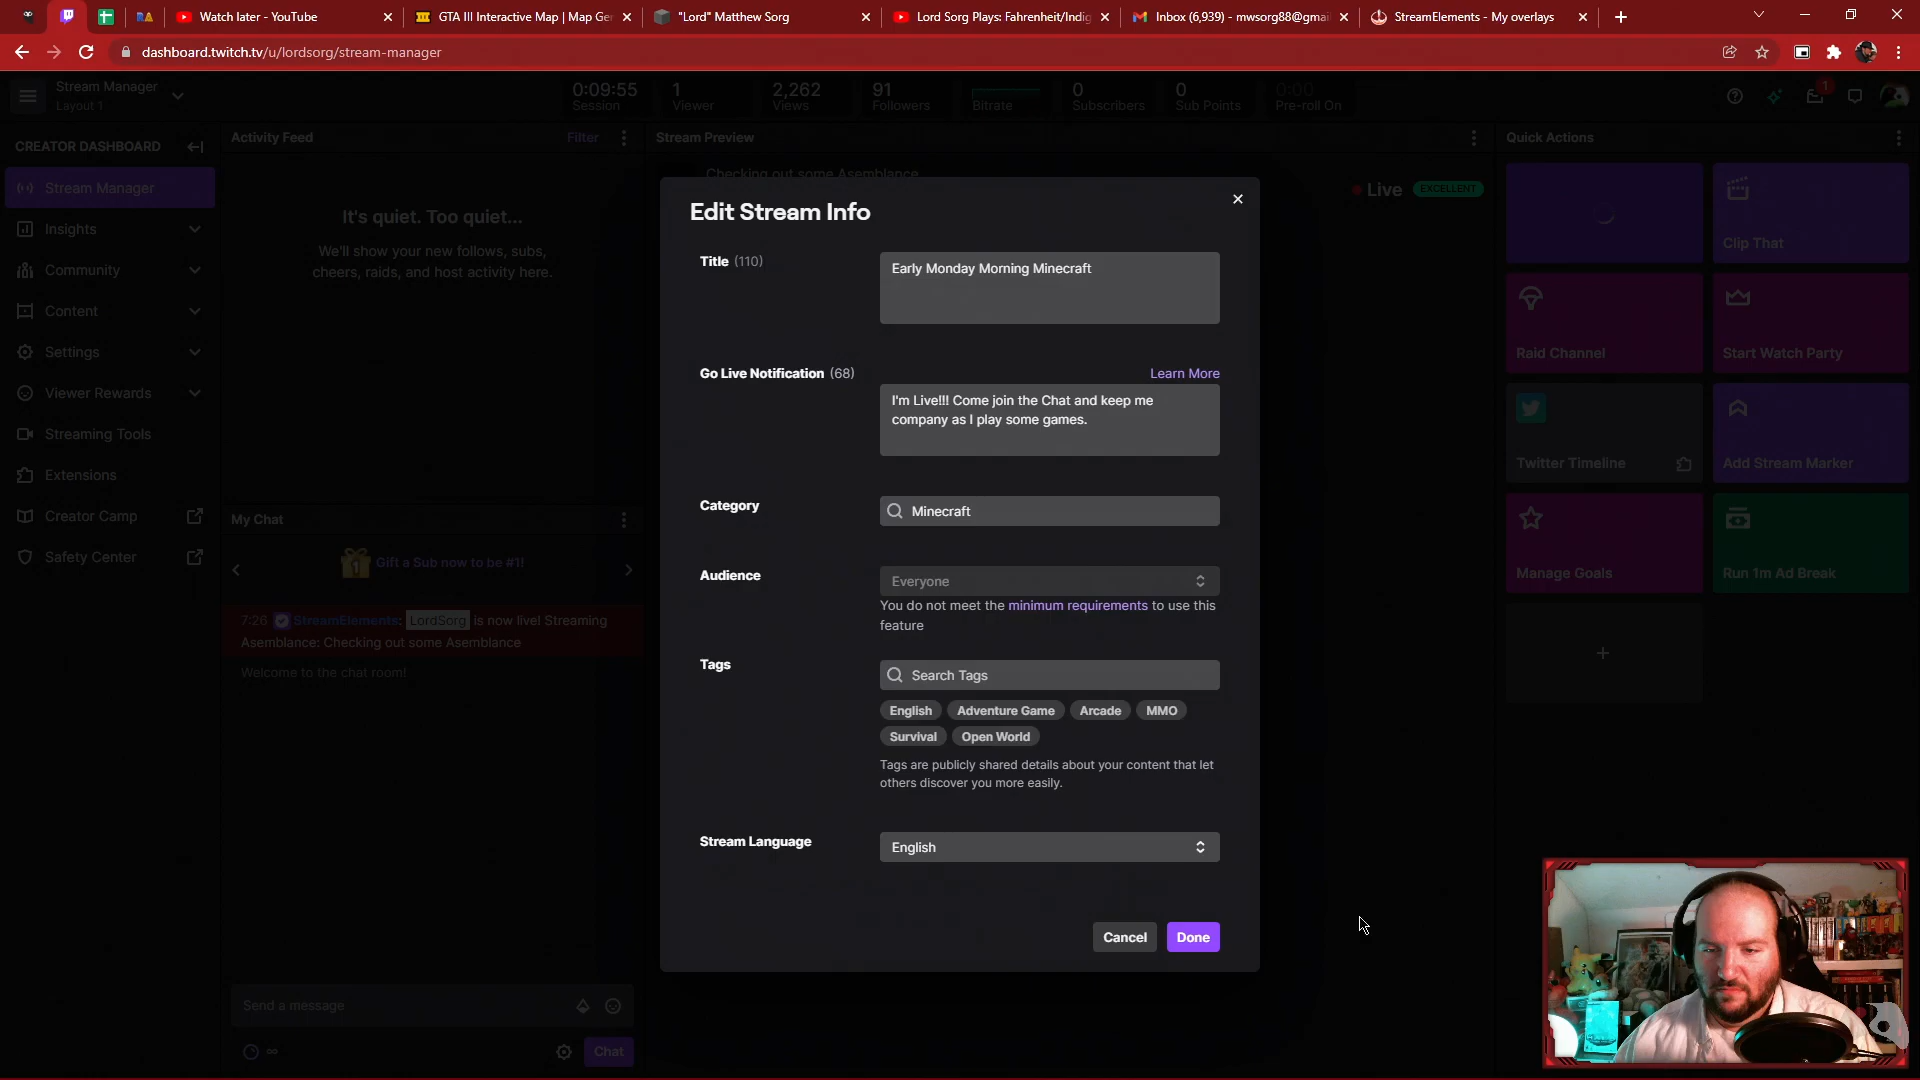 Watch later - YouTube
GTA III Interactive Map | Map Ge
"Lord" Matthew Sorg
Lord Sorg Plays: Fahrenheit/Indig
Inbox (6,939) - mwsorg88@gmai
StreamElements - My overlays
dashboard.twitch.tv/u/lordsorg/stream-manager
Stream Manager
Layout 1
0:09:55
Session
1
Viewer
2,262
Views
91
Followers
Bitrate
0
Subscribers
0
Sub Points
0:00
Pre-roll On
1
CREATOR DASHBOARD
Stream Manager
Insights
Community
Content
Settings
Viewer Rewards
Streaming Tools
Extensions
Creator Camp
Safety Center
Activity Feed
Filter
It's quiet. Too quiet...
We'll show your new follows, subs,
cheers, raids, and host activity here.
My Chat
1
Gift a Sub now to be #1!
7:26 StreamElements: LordSorg is now live! Streaming
Asemblance: Checking out some Asemblance
Welcome to the chat room!
Send a message
Chat
Stream Preview
Checking out some Asemblance
Live
EXCELLENT
Edit Stream Info
Title (110)
Early Monday Morning Minecraft
Go Live Notification (68)
Learn More
I'm Live!!! Come join the Chat and keep me
company as I play some games.
Category
Minecraft
Audience
Everyone
You do not meet the minimum requirements to use this
feature
Tags
Search Tags
English
Adventure Game
Arcade
MMO
Survival
Open World
Tags are publicly shared details about your content that let
others discover you more easily.
Stream Language
English
Cancel
Done
Quick Actions
Clip That
Raid Channel
Start Watch Party
Twitter Timeline
Add Stream Marker
Manage Goals
Run 1m Ad Break